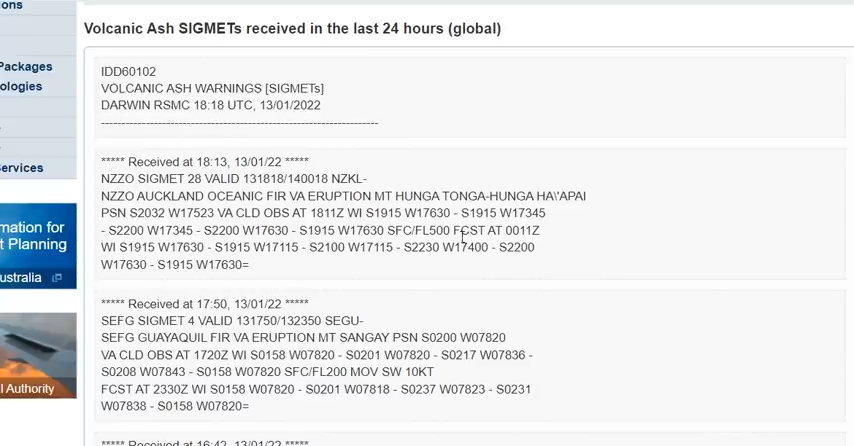 ons
Volcanic Ash SIGMETs received in the last 24 hours (global)
Packages
ologies
ervices
mation for
t Planning
ustralia
l Authority
IDD60102
VOLCANIC ASH WARNINGS [SIGMETs]
DARWIN RSMC 18:18 UTC, 13/01/2022
--------------------------------------------------------------------
***** Received at 18:13, 13/01/22 *****
NZZO SIGMET 28 VALID 131818/140018 NZKL-
NZZO AUCKLAND OCEANIC FIR VA ERUPTION MT HUNGA TONGA-HUNGA HA\'APAI
PSN S2032 W17523 VA CLD OBS AT 1811Z WI S1915 W17630 - S1915 W17345
- S2200 W17345 - S2200 W17630 - S1915 W17630 SFC/FL500 FCST AT 0011Z
WI S1915 W17630 - S1915 W17115 - S2100 W17115 - S2230 W17400 - S2200
W17630 - S1915 W17630=
***** Received at 17:50, 13/01/22 *****
SEFG SIGMET 4 VALID 131750/132350 SEGU-
SEFG GUAYAQUIL FIR VA ERUPTION MT SANGAY PSN S0200 W07820
VA CLD OBS AT 1720Z WI S0158 W07820 - S0201 W07820 - S0217 W07836 -
S0208 W07843 - S0158 W07820 SFC/FL200 MOV SW 10KT
FCST AT 2330Z WI S0158 W07820 - S0201 W07818 - S0237 W07823 - S0231
W07838 - S0158 W07820=
***** Received at 16:42, 13/01/22 *****